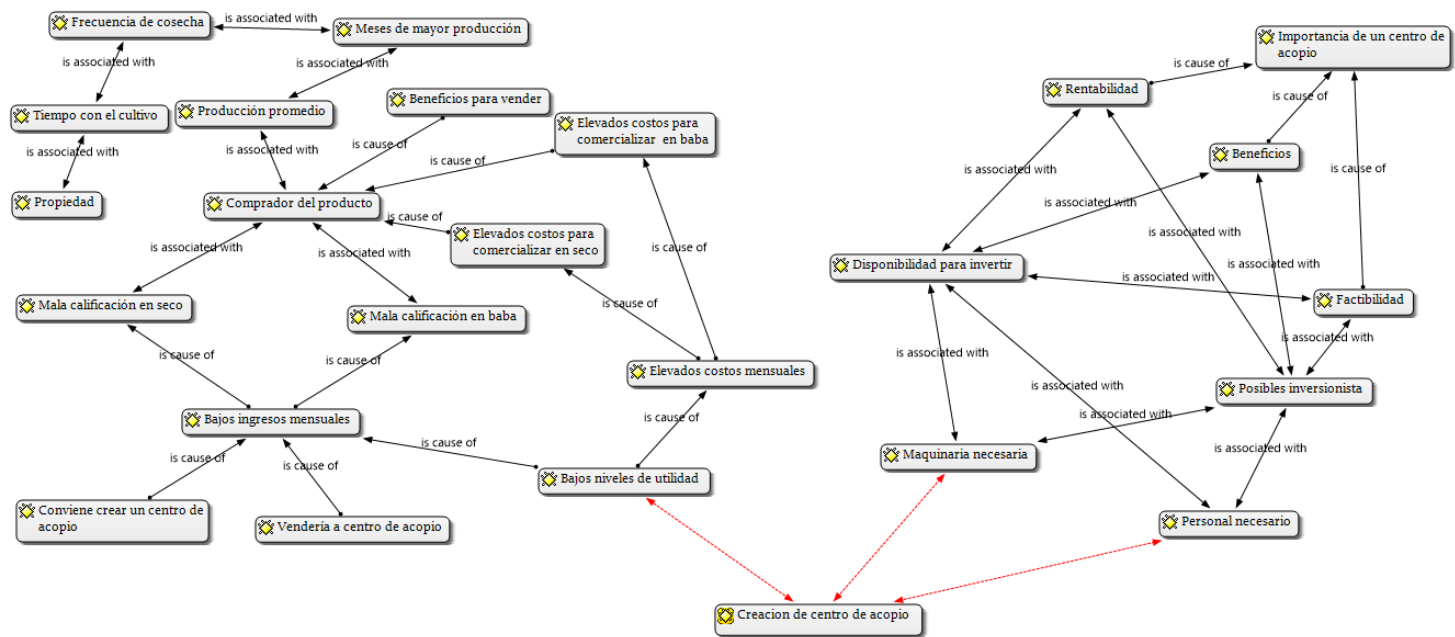 Frecuencia de cosecha
is associated with
Meses de mayor producción
Importancia de un centro de
acopio
is associated with
is associated with
is cause of
Rentabilidad
Beneficios para vender
Tiempo con el cultivo
Producción promedio
Elevados costos para
comercializar  en baba
is cause of
is associated with
is associated with
is cause of
is cause of
Beneficios
is associated with
is cause of
Propiedad
Comprador del producto
is cause of
is associated with
Elevados costos para
comercializar en seco
is associated with
is associated with
is associated with
is cause of
is associated with
Disponibilidad para invertir
is associated with
Mala calificación en seco
Mala calificación en baba
is cause of
Factibilidad
is cause of
is cause of
is associated with
is associated with
Elevados costos mensuales
is associated with
Posibles inversionista
Bajos ingresos mensuales
is cause of
is associated with
is cause of
is associated with
is cause of
is cause of
Maquinaria necesaria
Bajos niveles de utilidad
Conviene crear un centro de
acopio
Vendería a centro de acopio
Personal necesario
Creacion de centro de acopio